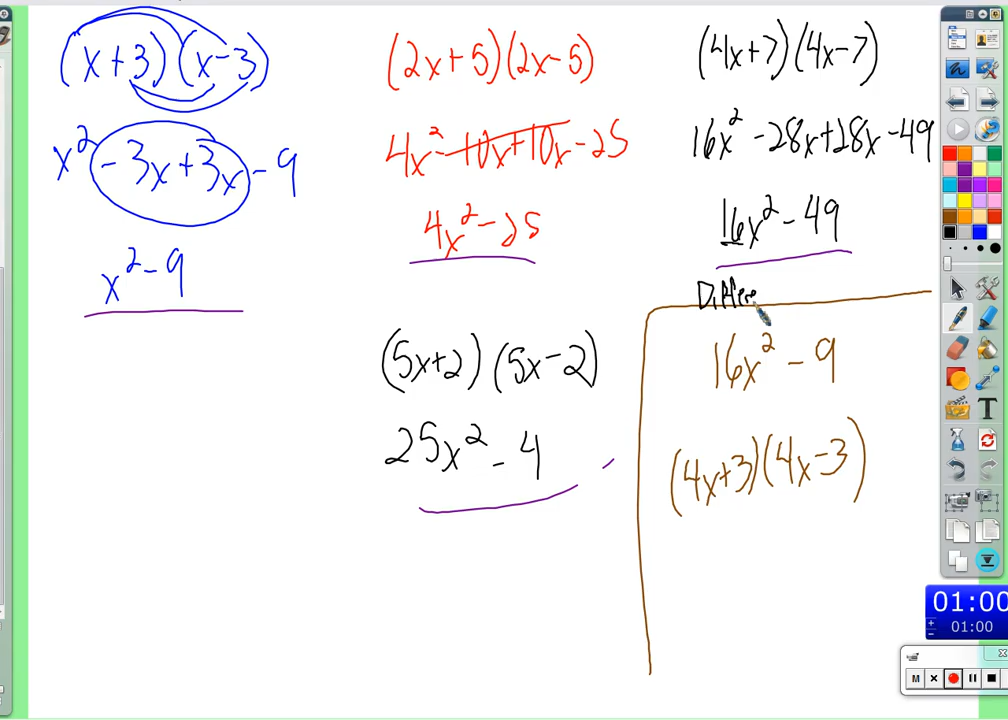 (x+3)(x-3)
x² -3x+3x -9
x² - 9
(2x+5)(2x-5)
4x² -10x+10x -25
4x² -25
(5x+2)(5x-2)
25x² - 4
(4x+7)(4x-7)
16x² -28x+28x -49
16x² - 49
Differe
16x² - 9
(4x+3)(4x-3)
T
01:00
+ 01:00
−
M